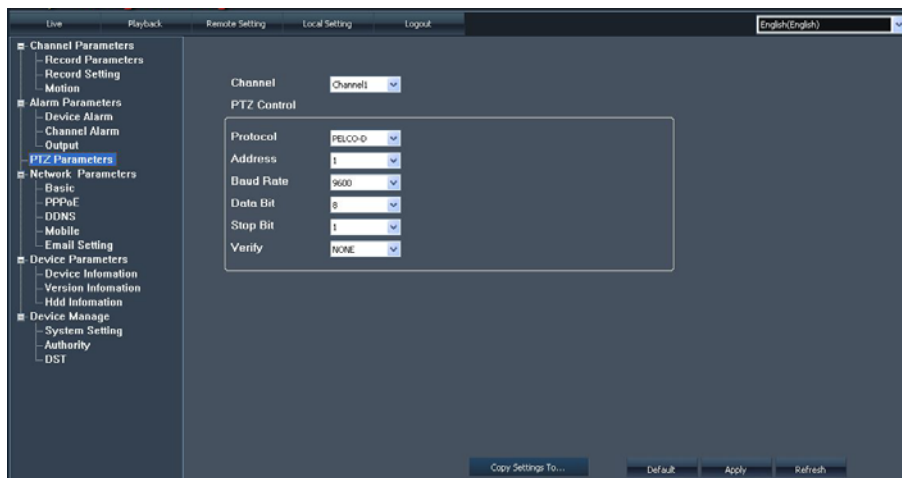 Live Playback Remote Setting Local Setting Logout English(English)
Channel Parameters
Record Parameters
Record Setting
Motion
Alarm Parameters
Device Alarm
Channel Alarm
Output
PTZ Parameters
Network Parameters
Basic
PPPoE
DDNS
Mobile
Email Setting
Device Parameters
Device Infomation
Version Infomation
Hdd Infomation
Device Manage
System Setting
Authority
DST
Channel Channel1
PTZ Control
Protocol PELCO-D
Address 1
Baud Rate 9600
Data Bit 8
Stop Bit 1
Verify NONE
Copy Settings To... Default Apply Refresh